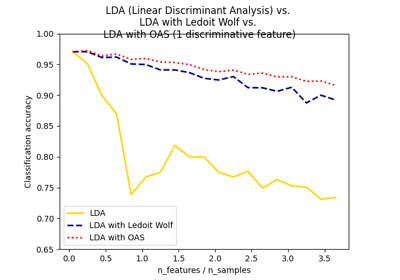 LDA (Linear Discriminant Analysis) vs.
LDA with Ledoit Wolf vs.
LDA with OAS (1 discriminative feature)
1.00
0.95
0.90
0.85
0.80
0.75
0.70
0.65
Classification accuracy
LDA
LDA with Ledoit Wolf
LDA with OAS
0.0 0.5 1.0 1.5 2.0 2.5 3.0 3.5
n_features / n_samples